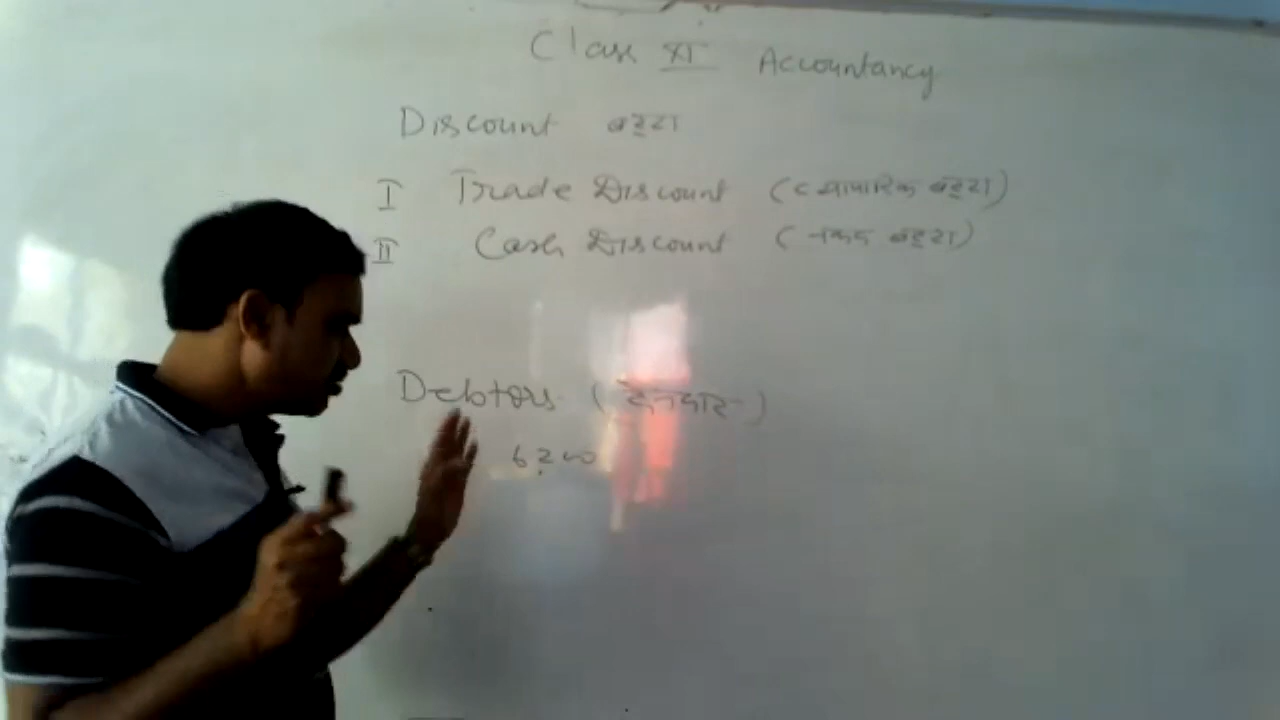 Class XI Accountancy
Discount बट्टा
I Trade Discount (व्यापारिक बट्टा)
II Cash Discount (नकद बट्टा)
Debtors (देनदार)